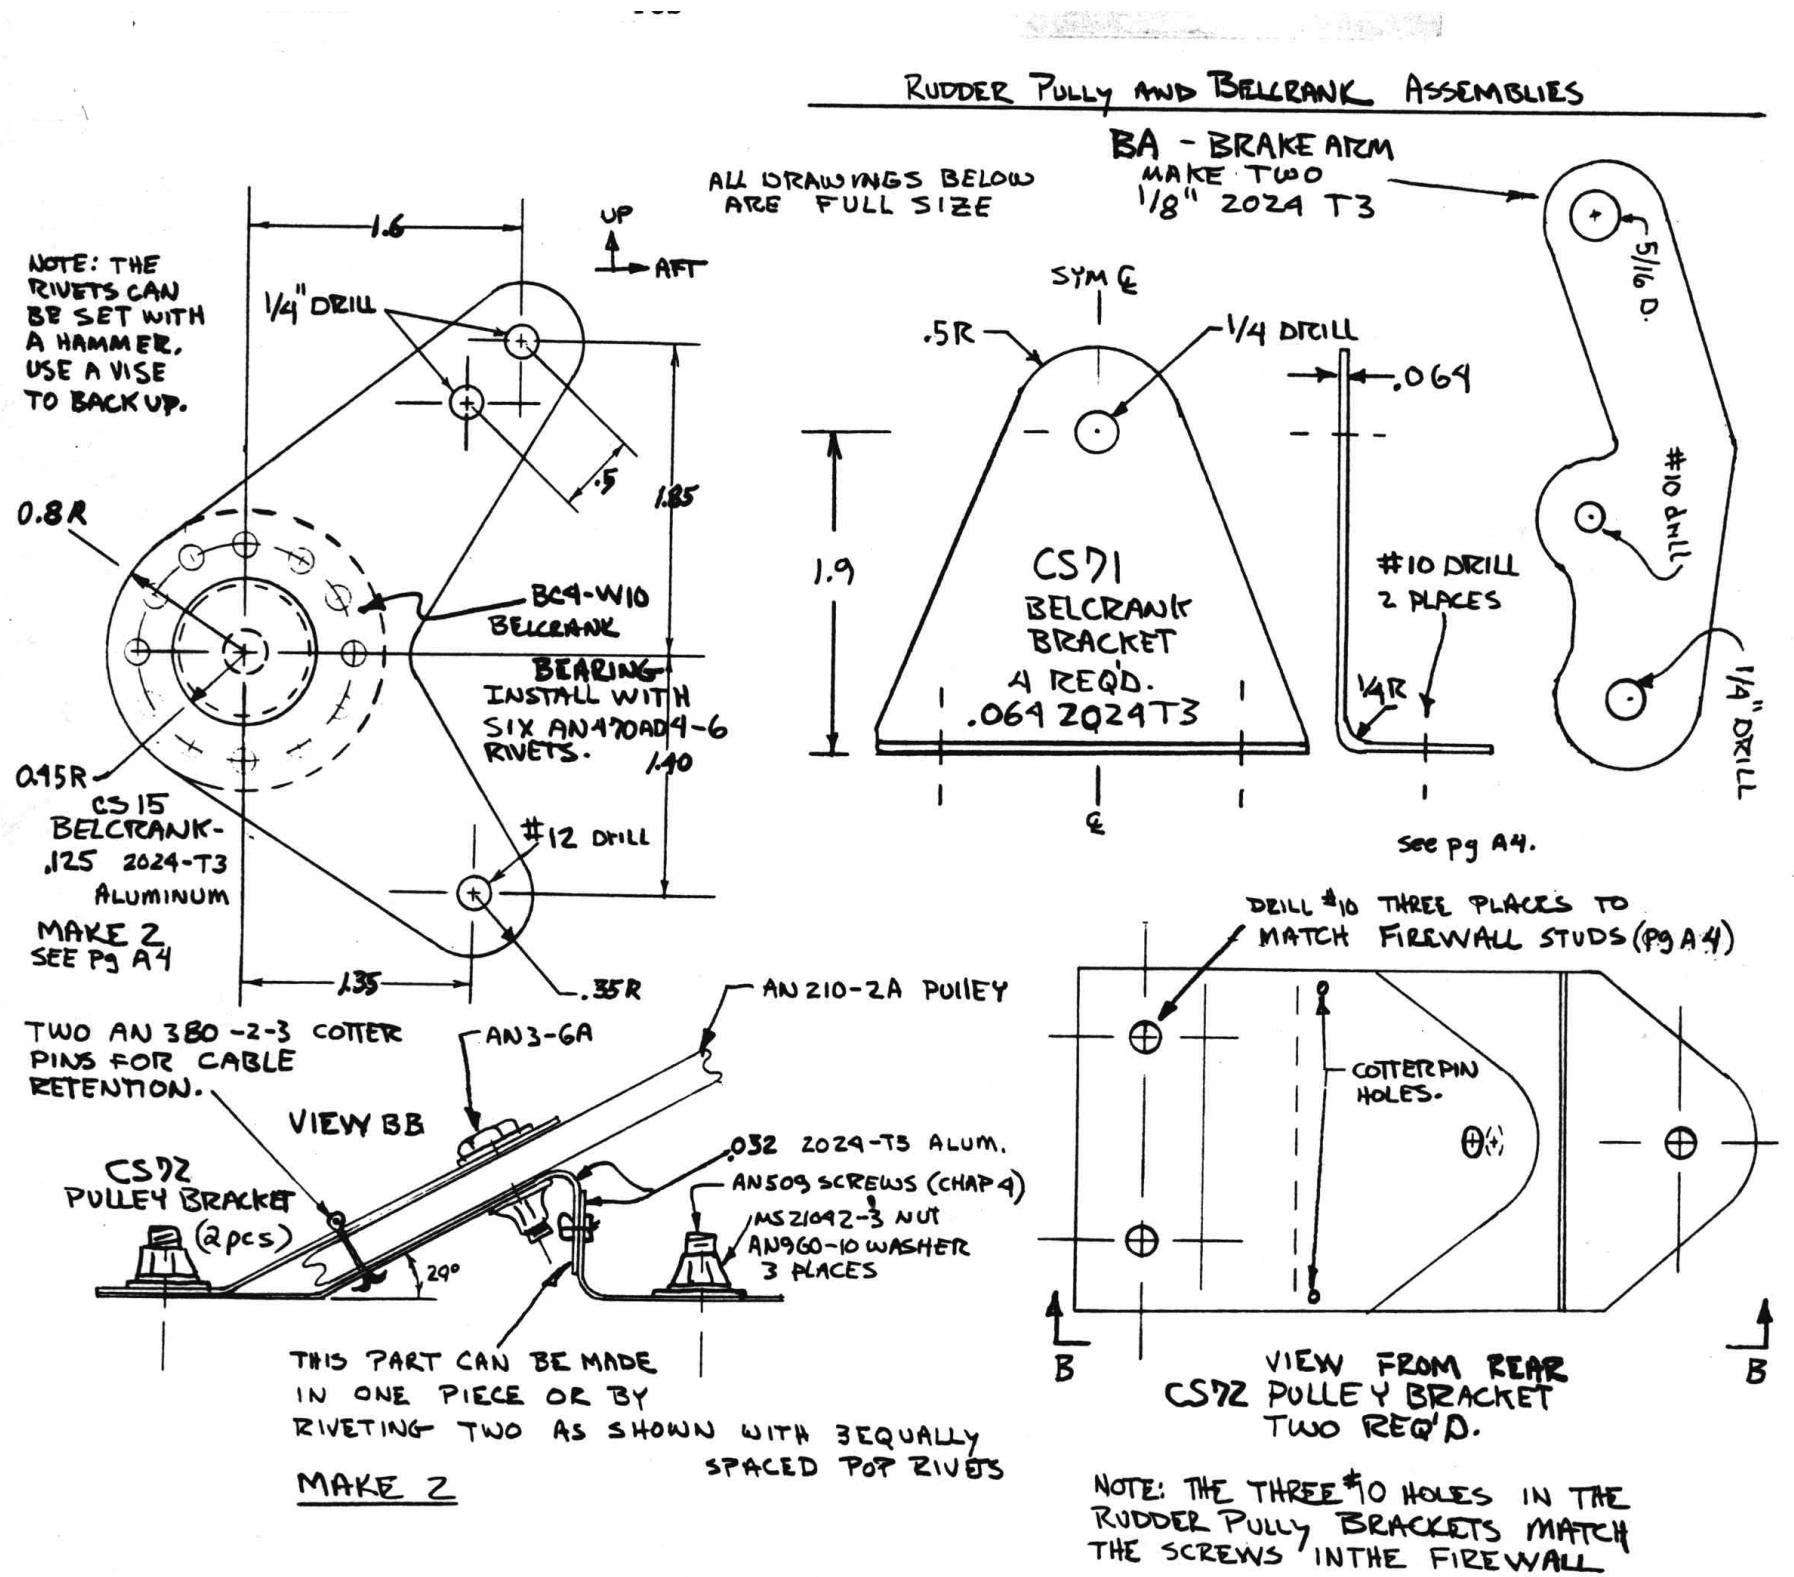 RUDDER PULLY AND BELCRANK ASSEMBLIES
BA - BRAKE ARM
MAKE TWO
1/8" 2024 T3
ALL DRAWINGS BELOW
ARE FULL SIZE
UP
AFT
1.6
NOTE: THE
RIVETS CAN
BE SET WITH
A HAMMER.
USE A VISE
TO BACK UP.
1/4" DRILL
.5
1.85
0.8R
BC4-W10
BELCRANK
BEARING
INSTALL WITH
SIX AN470AD4-6
RIVETS.
1.40
0.45R
CS15
BELCRANK-
.125 2024-T3
ALUMINUM
MAKE 2
SEE Pg A4
#12 DRILL
1.35
.35R
SYM ℄
.5R
1/4 DRILL
.064
1.9
CS71
BELCRANK
BRACKET
4 REQ'D.
.064 2024T3
℄
#10 DRILL
2 PLACES
1/4R
5/16 D.
#10 drill
1/4" DRILL
see pg A4.
TWO AN 380-2-3 COTTER
PINS FOR CABLE
RETENTION.
VIEW BB
AN3-6A
AN210-2A PULLEY
CS72
PULLEY BRACKET
(2pcs)
29°
.032 2024-T3 ALUM.
AN509 SCREWS (CHAP 4)
MS21042-3 NUT
AN960-10 WASHER
3 PLACES
THIS PART CAN BE MADE
IN ONE PIECE OR BY
RIVETING TWO AS SHOWN WITH 3 EQUALLY
SPACED POP RIVETS
MAKE 2
DRILL #10 THREE PLACES TO
MATCH FIREWALL STUDS (Pg A4)
COTTER PIN
HOLES.
B
B
VIEW FROM REAR
CS72 PULLEY BRACKET
TWO REQ'D.
NOTE: THE THREE #10 HOLES IN THE
RUDDER PULLY BRACKETS MATCH
THE SCREWS IN THE FIREWALL